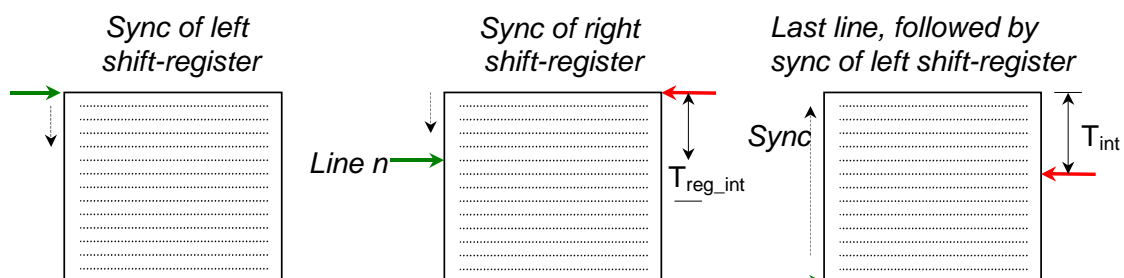 Sync of left
shift-register
Sync of right
shift-register
Last line, followed by
sync of left shift-register
Line n
T_reg_int
Sync
T_int